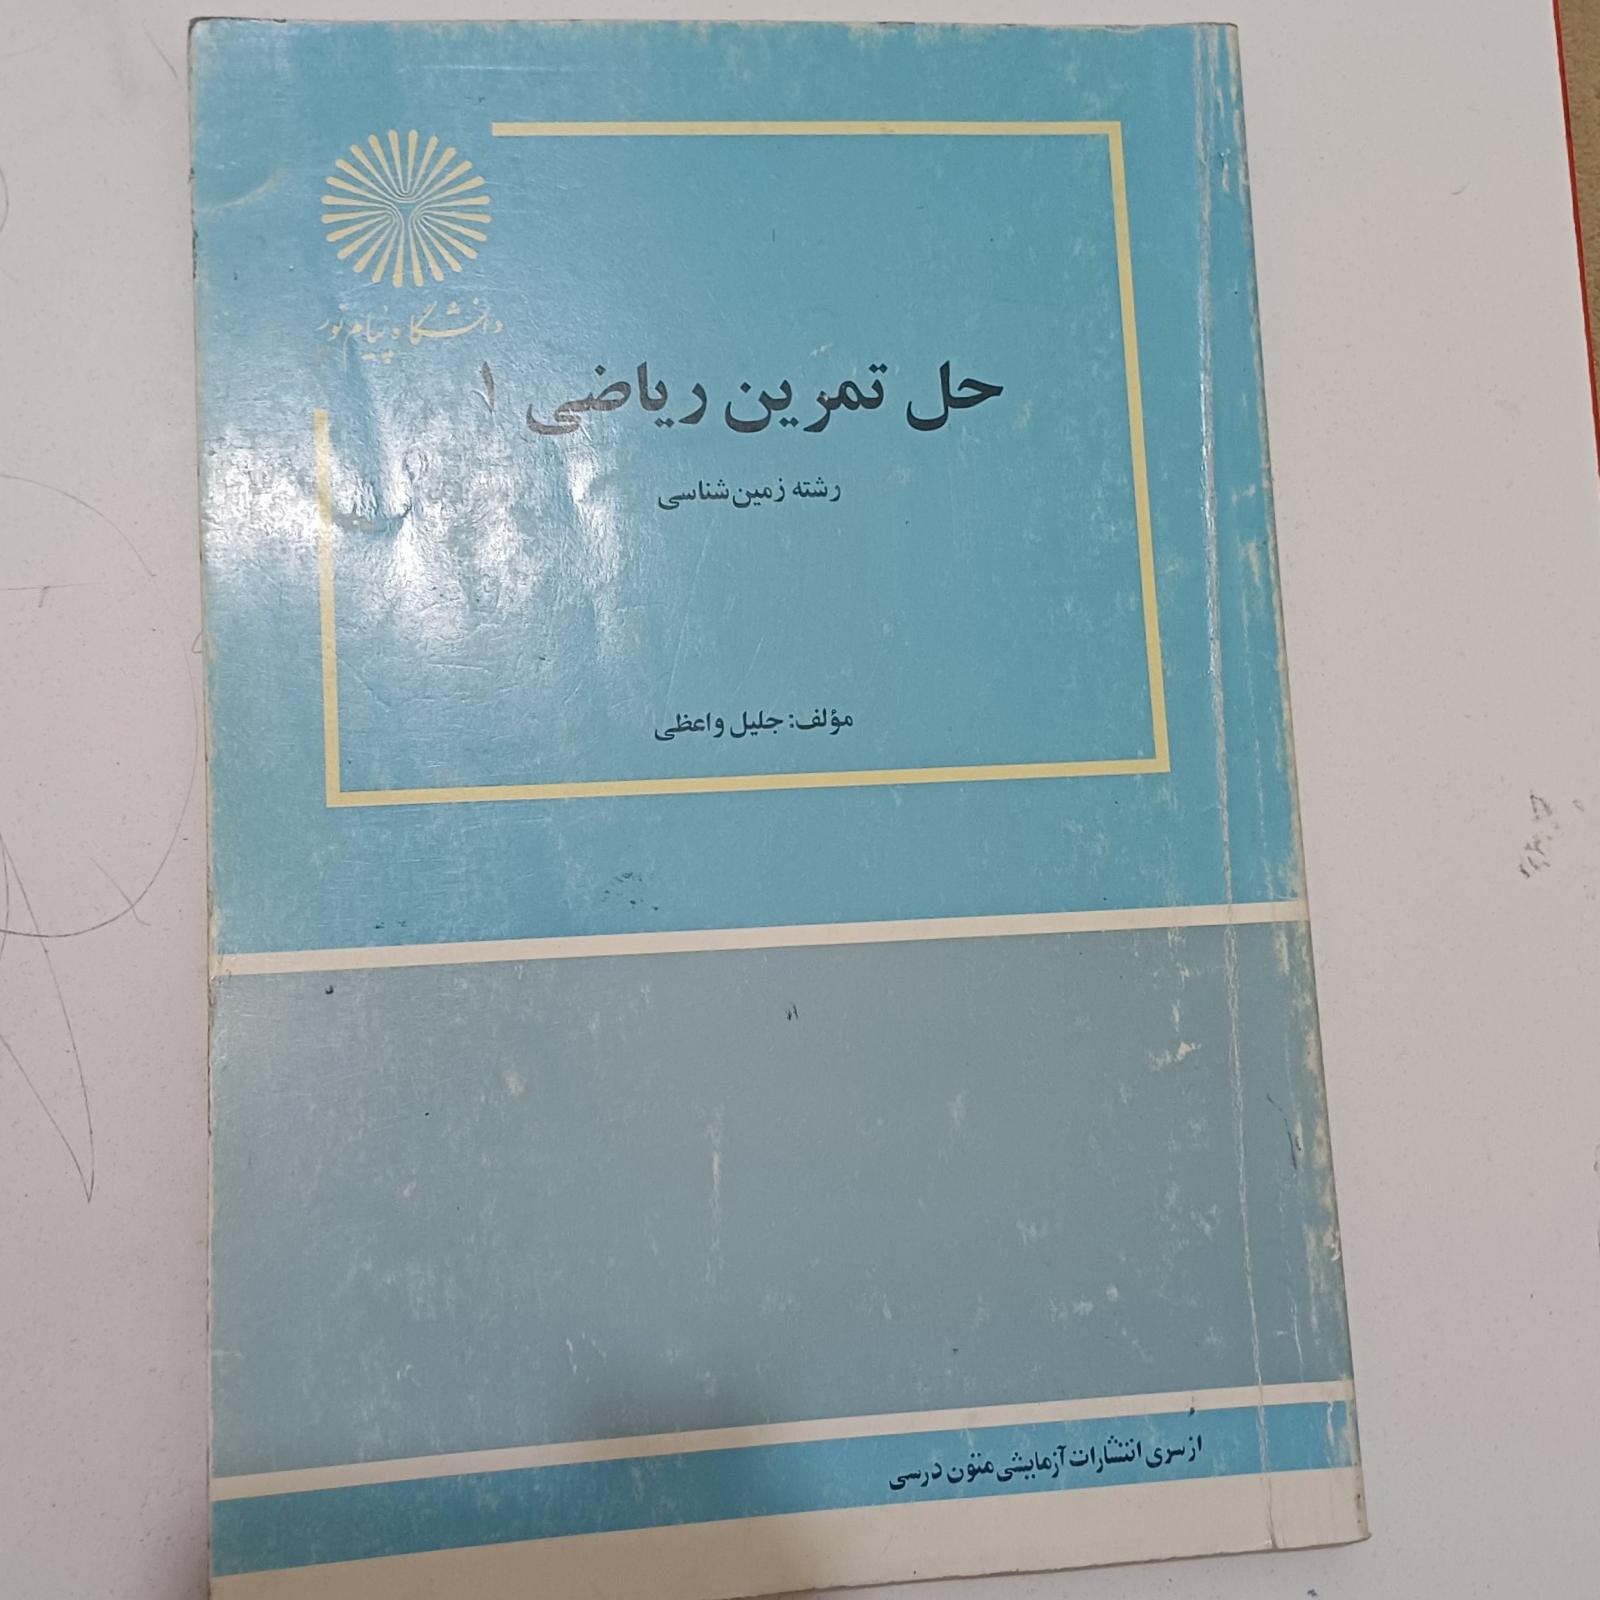 دانشگاه پیام نور
حل تمرین ریاضی ۱
رشته زمین‌شناسی
مؤلف: جلیل واعظی
از سری انتشارات آزمایشی متون درسی